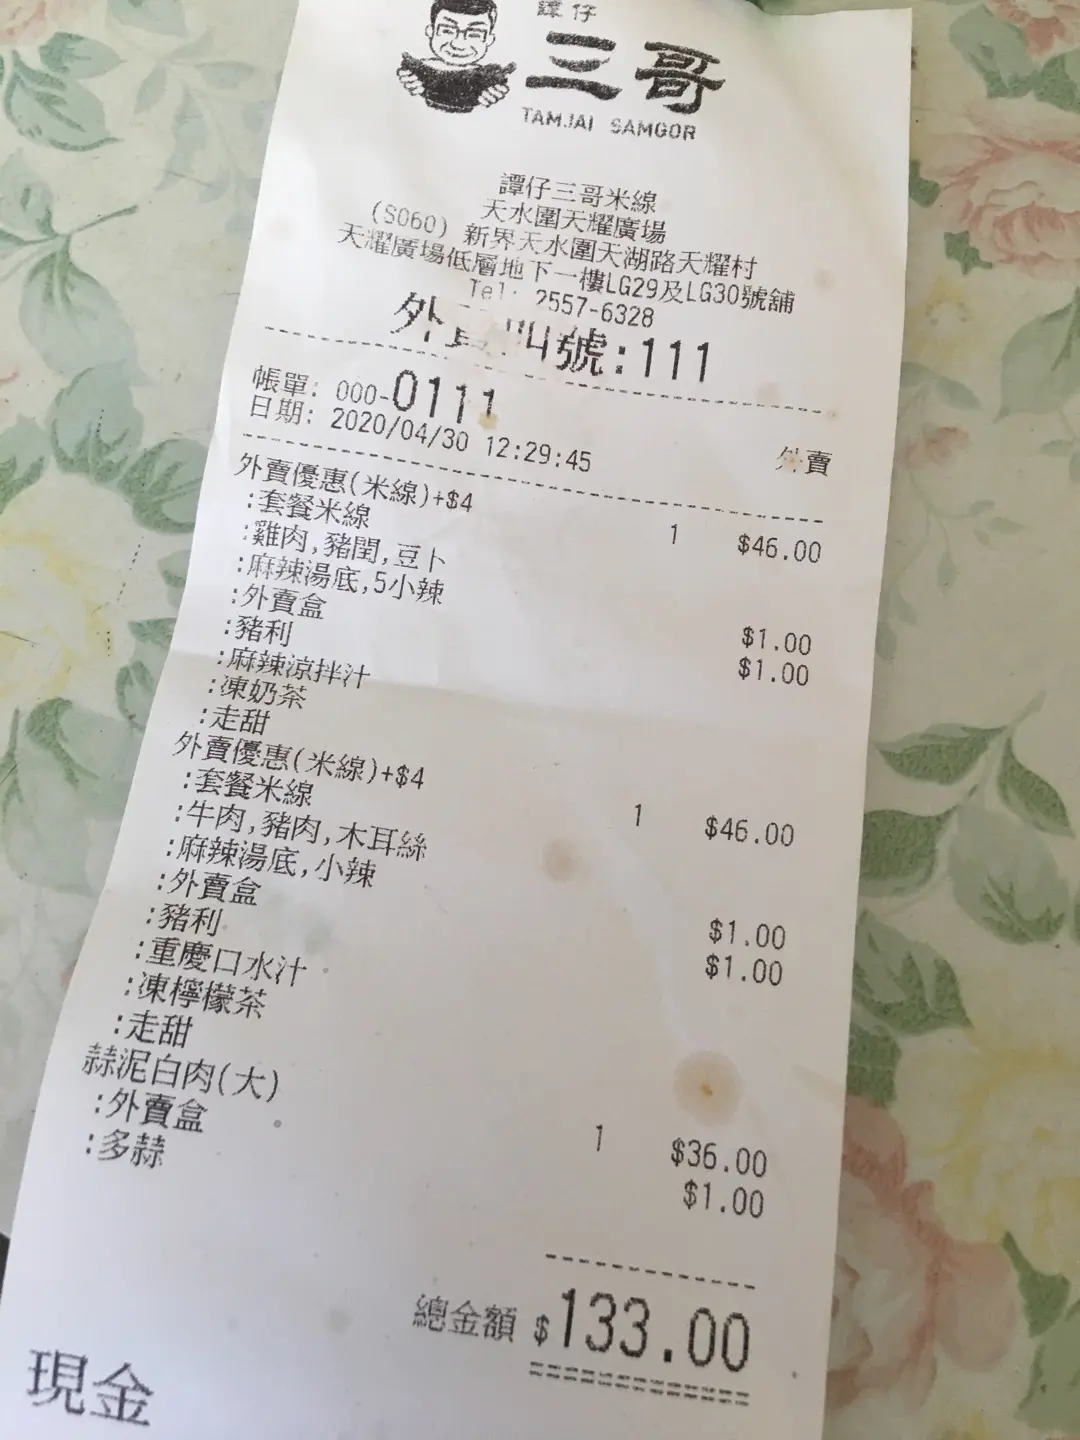 譚仔
三哥
TAMJAI SAMGOR
譚仔三哥米線
天水圍天耀廣場
(S060) 新界天水圍天湖路天耀村
天耀廣場低層地下一樓LG29及LG30號舖
Tel: 2557-6328
外賣叫號:111
帳單: 000-0111
日期: 2020/04/30 12:29:45 外賣
外賣優惠(米線)+$4 1 $46.00
:套餐米線
:雞肉,豬閏,豆卜
:麻辣湯底,5小辣
:外賣盒 $1.00
:豬利 $1.00
:麻辣涼拌汁
:凍奶茶
:走甜
外賣優惠(米線)+$4 1 $46.00
:套餐米線
:牛肉,豬肉,木耳絲
:麻辣湯底,小辣
:外賣盒 $1.00
:豬利 $1.00
:重慶口水汁
:凍檸檬茶
:走甜
蒜泥白肉(大) 1 $36.00
:外賣盒 $1.00
:多蒜
總金額 $133.00
現金